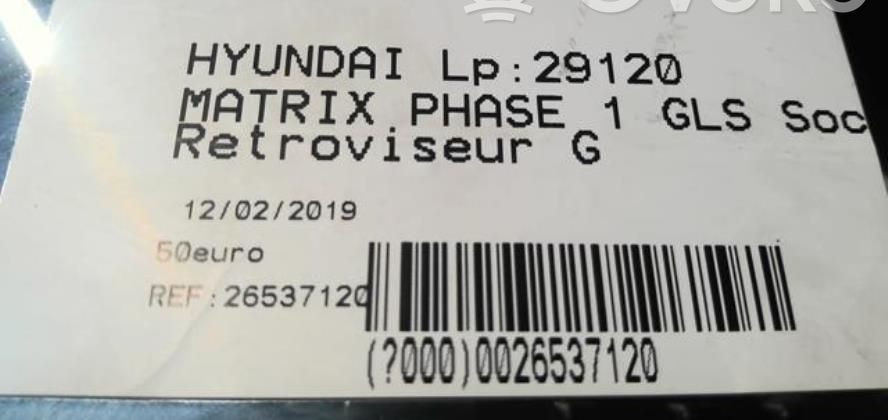 HYUNDAI Lp:29120
MATRIX PHASE 1 GLS Soc
Retroviseur G
12/02/2019
50euro
REF:26537120
(?000)0026537120